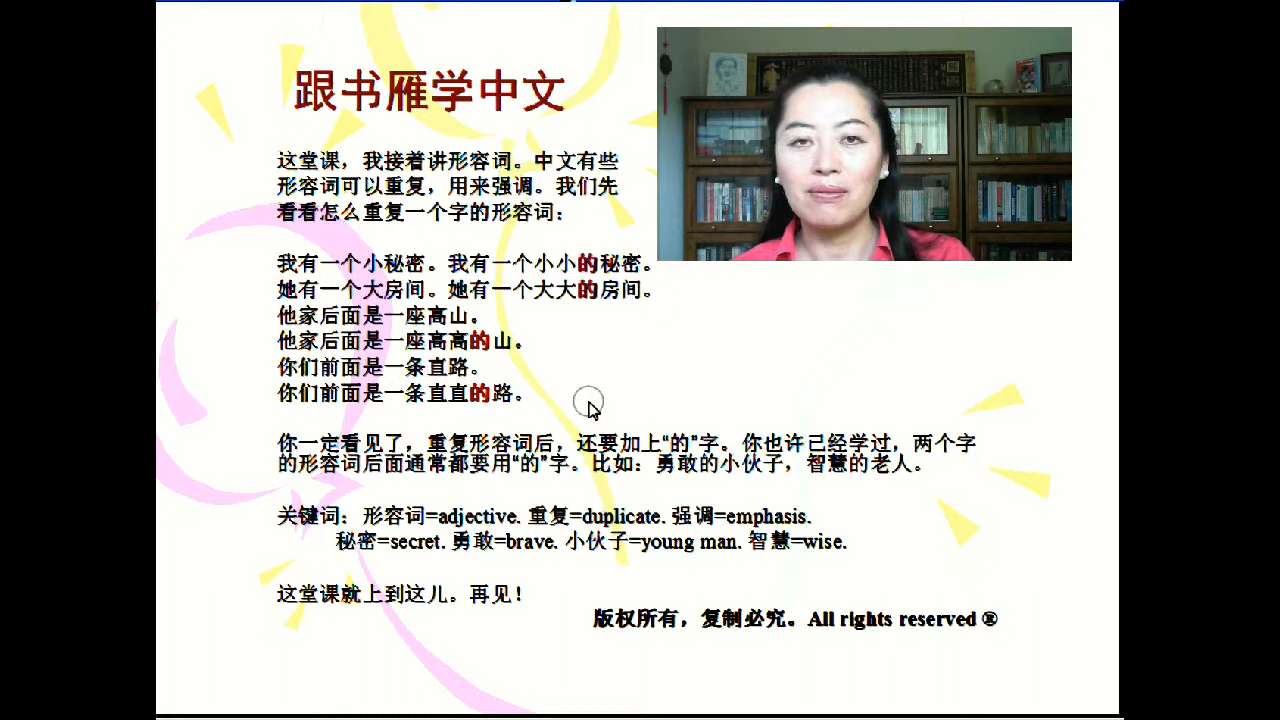 跟书雁学中文
这堂课，我接着讲形容词。中文有些
形容词可以重复，用来强调。我们先
看看怎么重复一个字的形容词：
我有一个小秘密。我有一个小小的秘密。
她有一个大房间。她有一个大大的房间。
他家后面是一座高山。
他家后面是一座高高的山。
你们前面是一条直路。
你们前面是一条直直的路。
你一定看见了，重复形容词后，还要加上“的”字。你也许已经学过，两个字
的形容词后面通常都要用“的”字。比如：勇敢的小伙子，智慧的老人。
关键词：形容词=adjective. 重复=duplicate. 强调=emphasis.
秘密=secret. 勇敢=brave. 小伙子=young man. 智慧=wise.
这堂课就上到这儿。再见！
版权所有，复制必究。All rights reserved ®